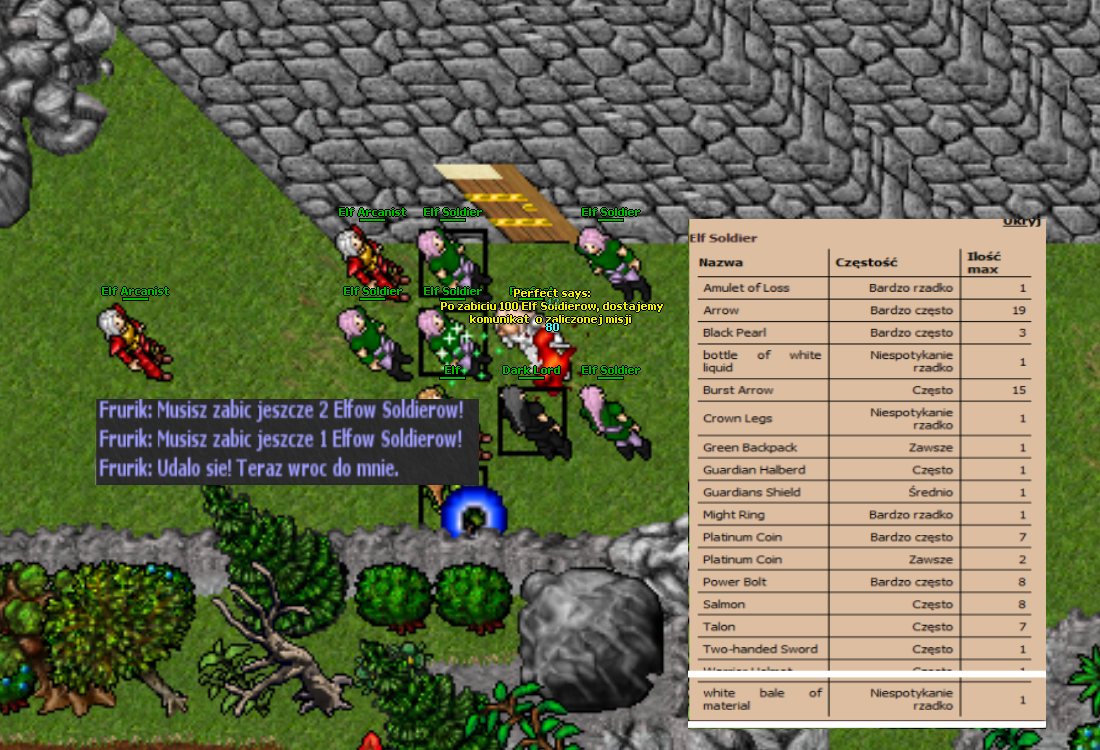 Elf Arcanist Elf Soldier Elf Soldier
Elf Arcanist Elf Soldier Elf Soldier
Perfect says:
Po zabiciu 100 Elf Soldierow, dostajemy
komunikat o zaliczonej misji
80
Elf Dark Lord Elf Soldier
Frurik: Musisz zabic jeszcze 2 Elfow Soldierow!
Frurik: Musisz zabic jeszcze 1 Elfow Soldierow!
Frurik: Udalo sie! Teraz wroc do mnie.
Ukryj
Elf Soldier
Nazwa Częstość Ilość
max
Amulet of Loss Bardzo rzadko 1
Arrow Bardzo często 19
Black Pearl Bardzo często 3
bottle of white Niespotykanie
liquid rzadko 1
Burst Arrow Często 15
Crown Legs Niespotykanie
rzadko 1
Green Backpack Zawsze 1
Guardian Halberd Często 1
Guardians Shield Średnio 1
Might Ring Bardzo rzadko 1
Platinum Coin Bardzo rzadko 7
Platinum Coin Zawsze 2
Power Bolt Bardzo często 8
Salmon Często 8
Talon Często 7
Two-handed Sword Często 1
white bale of Niespotykanie
material rzadko 1